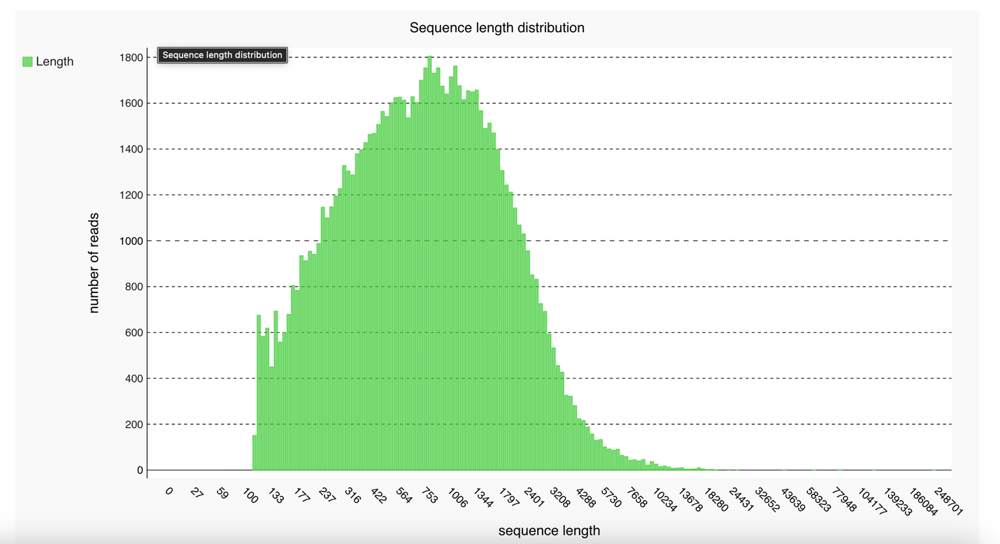 Sequence length distribution
Sequence length distribution
Length
1800
1600
1400
1200
1000
800
600
400
200
0
number of reads
0 27 59 100 133 177 237 316 422 564 753 1006 1344 1797 2401 3208 4288 5730 7658 10234 13678 18280 24431 32652 43639 58323 77948 104177 139233 186084 248701
sequence length